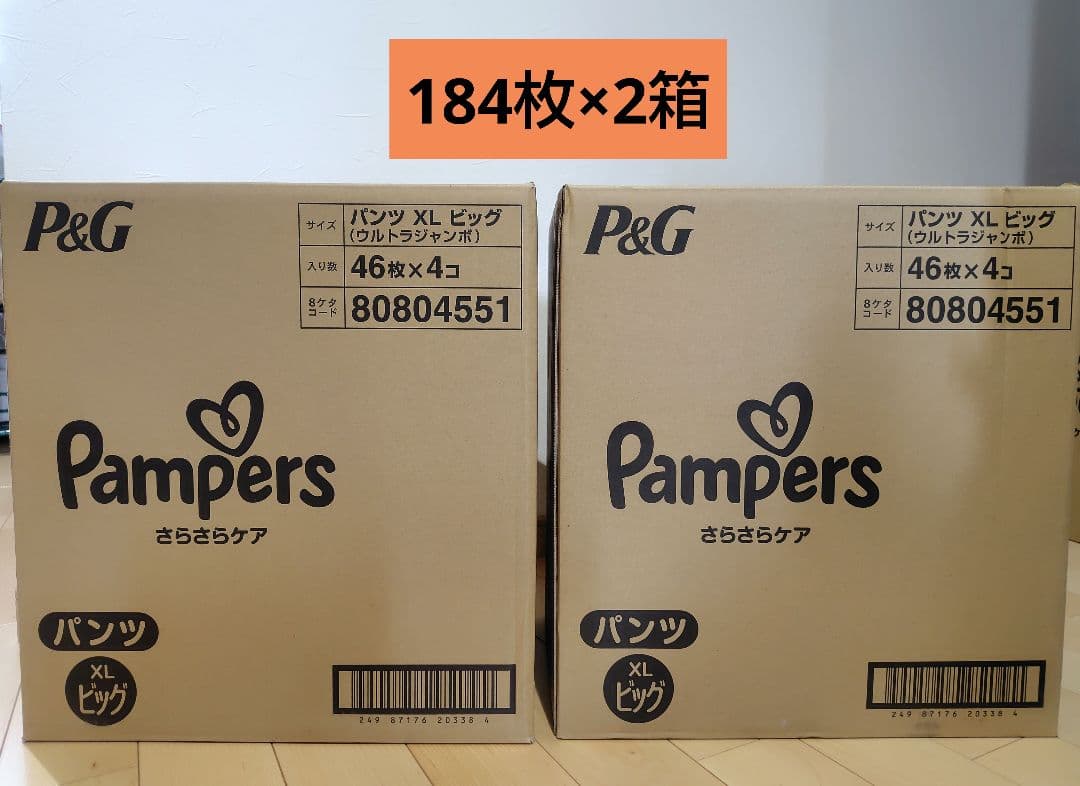 184枚×2箱
P&G
サイズ パンツ XL ビッグ
(ウルトラジャンボ)
入り数 46枚×4コ
8ケタ
コード 80804551
Pampers
さらさらケア
パンツ
XL
ビッグ
249 87176 20338 4
P&G
サイズ パンツ XL ビッグ
(ウルトラジャンボ)
入り数 46枚×4コ
8ケタ
コード 80804551
Pampers
さらさらケア
パンツ
XL
ビッグ
249 87176 20338 4